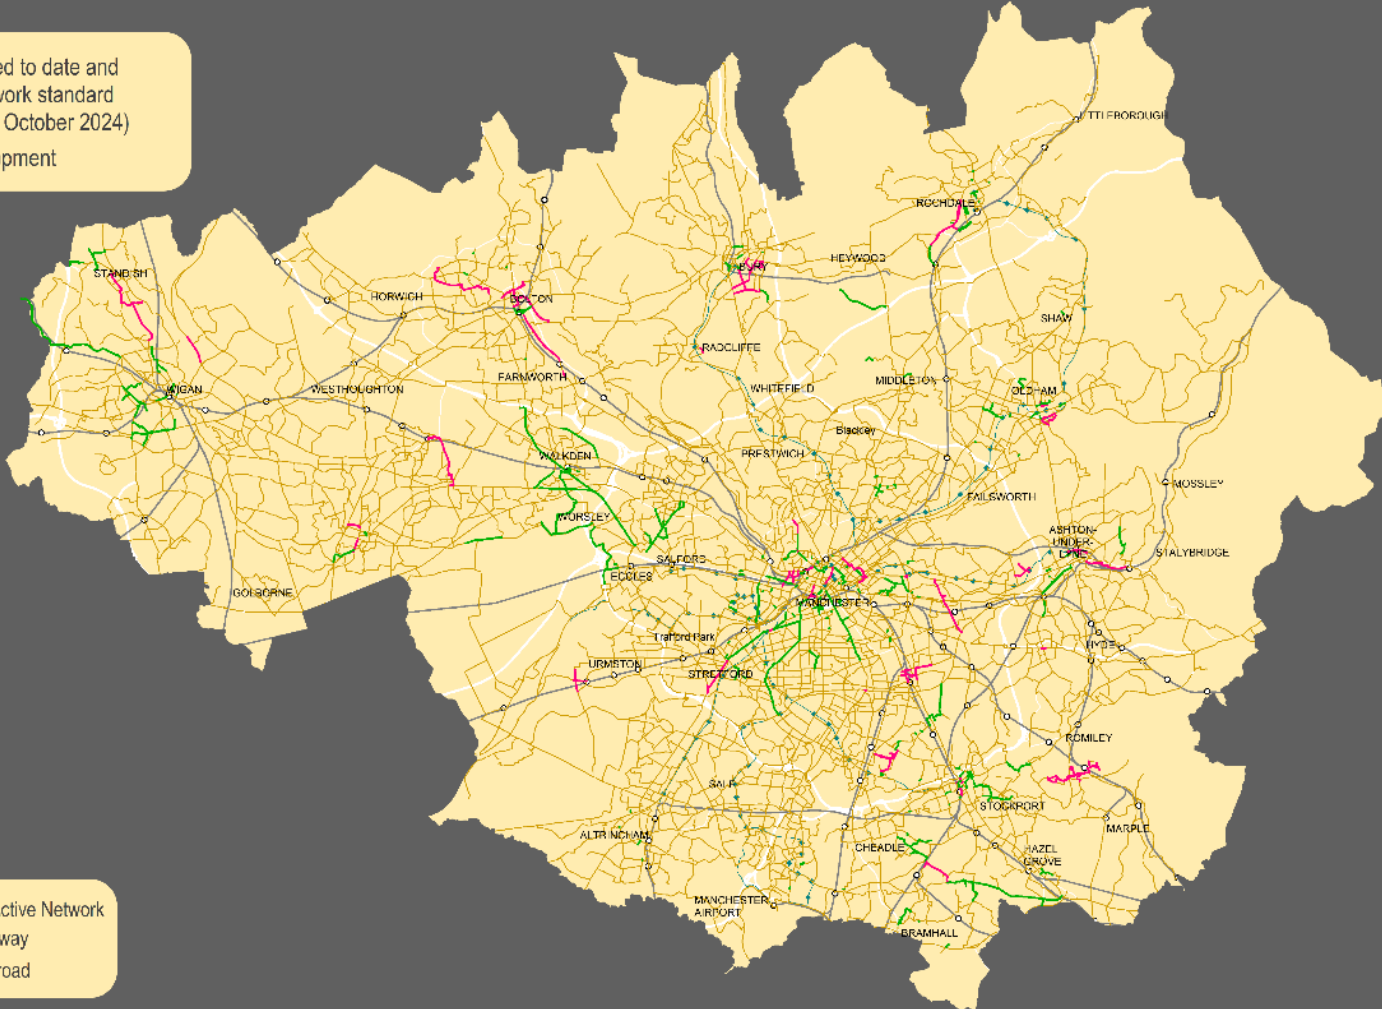 ed to date and
work standard
October 2024)
pment
LITTLEBOROUGH
ROCHDALE
STANDISH
BURY
HEYWOOD
HORWICH
BOLTON
SHAW
RADCLIFFE
FARNWORTH
WIGAN
WESTHOUGHTON
WHITEFIELD
MIDDLETON
OLDHAM
Blackley
WALKDEN
PRESTWICH
MOSSLEY
FAILSWORTH
WORSLEY
ASHTON-
UNDER-
LYNE
STALYBRIDGE
SALFORD
ECCLES
GOLBORNE
MANCHESTER
Trafford Park
HYDE
URMSTON
STRETFORD
ROMILEY
SALE
STOCKPORT
MARPLE
ALTRINCHAM
CHEADLE
HAZEL
GROVE
MANCHESTER
AIRPORT
BRAMHALL
ctive Network
way
road